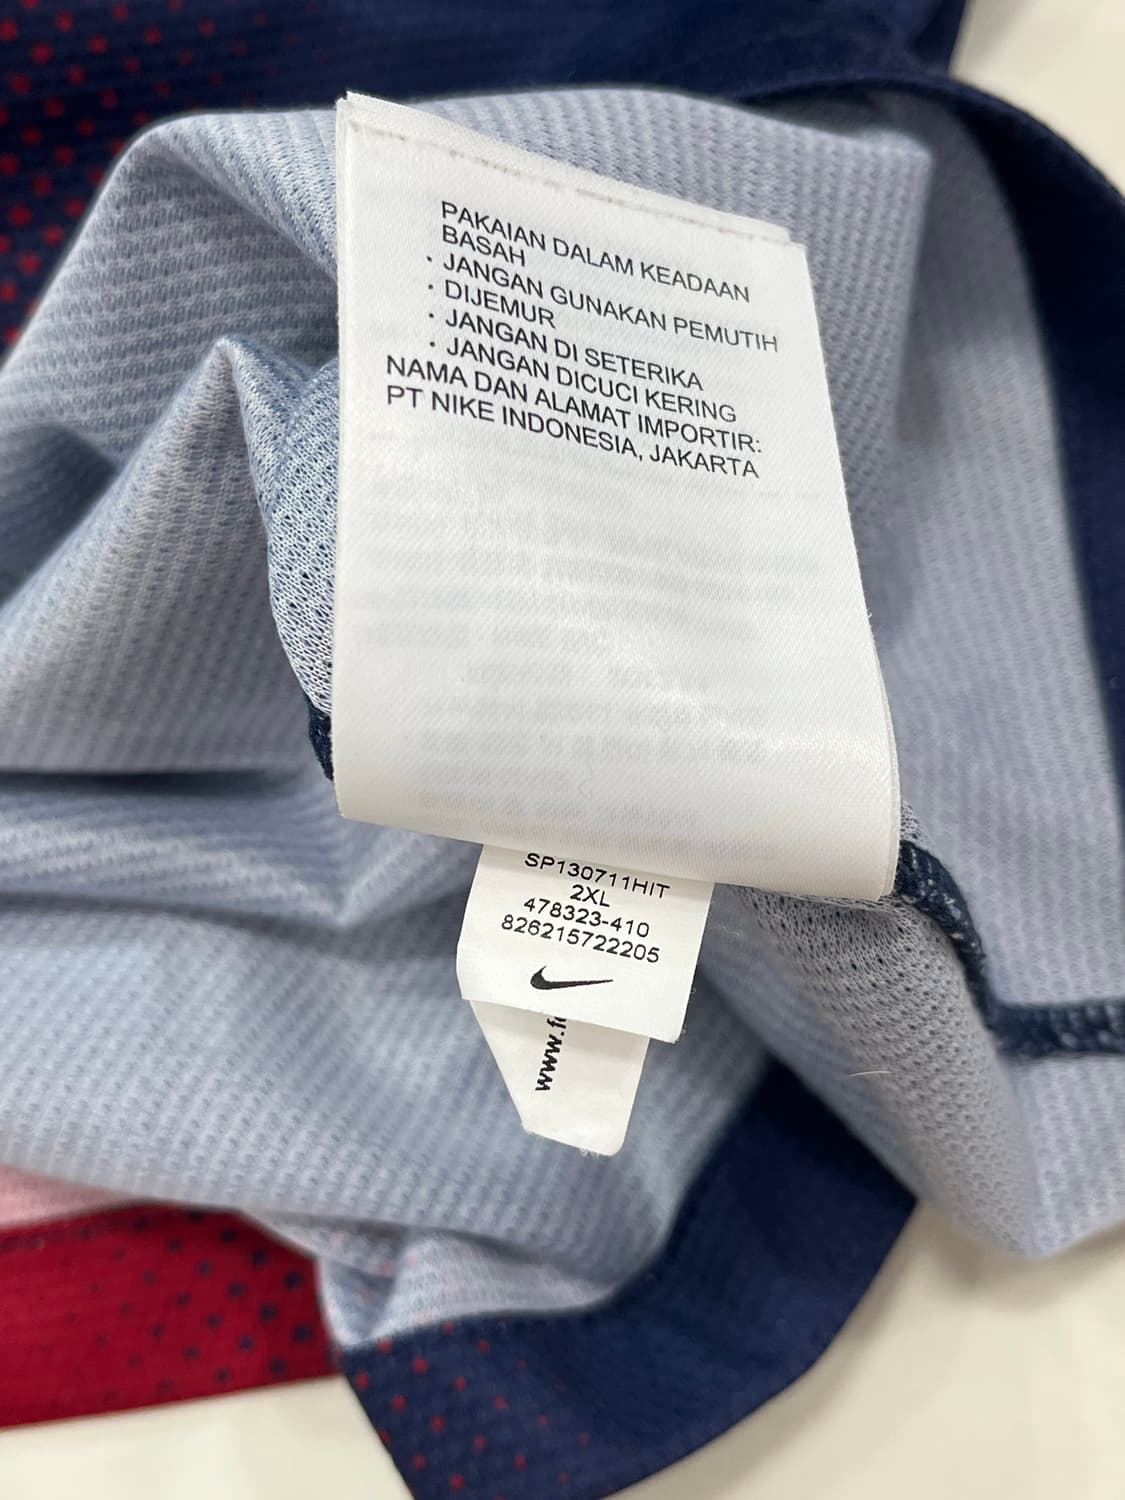 PAKAIAN DALAM KEADAAN
BASAH
· JANGAN GUNAKAN PEMUTIH
· DIJEMUR
· JANGAN DI SETERIKA
· JANGAN DICUCI KERING
NAMA DAN ALAMAT IMPORTIR:
PT NIKE INDONESIA, JAKARTA
SP130711HIT
2XL
478323-410
826215722205
www.f